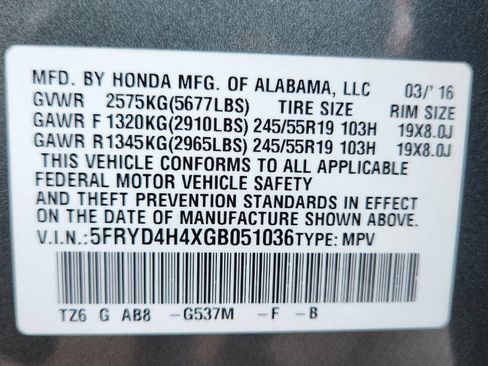 MFD. BY HONDA MFG. OF ALABAMA, LLC 03/'16
GVWR 2575KG(5677LBS) TIRE SIZE RIM SIZE
GAWR F 1320KG(2910LBS) 245/55R19 103H 19X8.0J
GAWR R 1345KG(2965LBS) 245/55R19 103H 19X8.0J
THIS VEHICLE CONFORMS TO ALL APPLICABLE
FEDERAL MOTOR VEHICLE SAFETY
AND THEFT PREVENTION STANDARDS IN EFFECT
ON THE DATE OF MANUFACTURE SHOWN ABOVE.
V.I.N.:5FRYD4H4XGB051036TYPE: MPV
TZ6 G AB8 -G537M -F -B